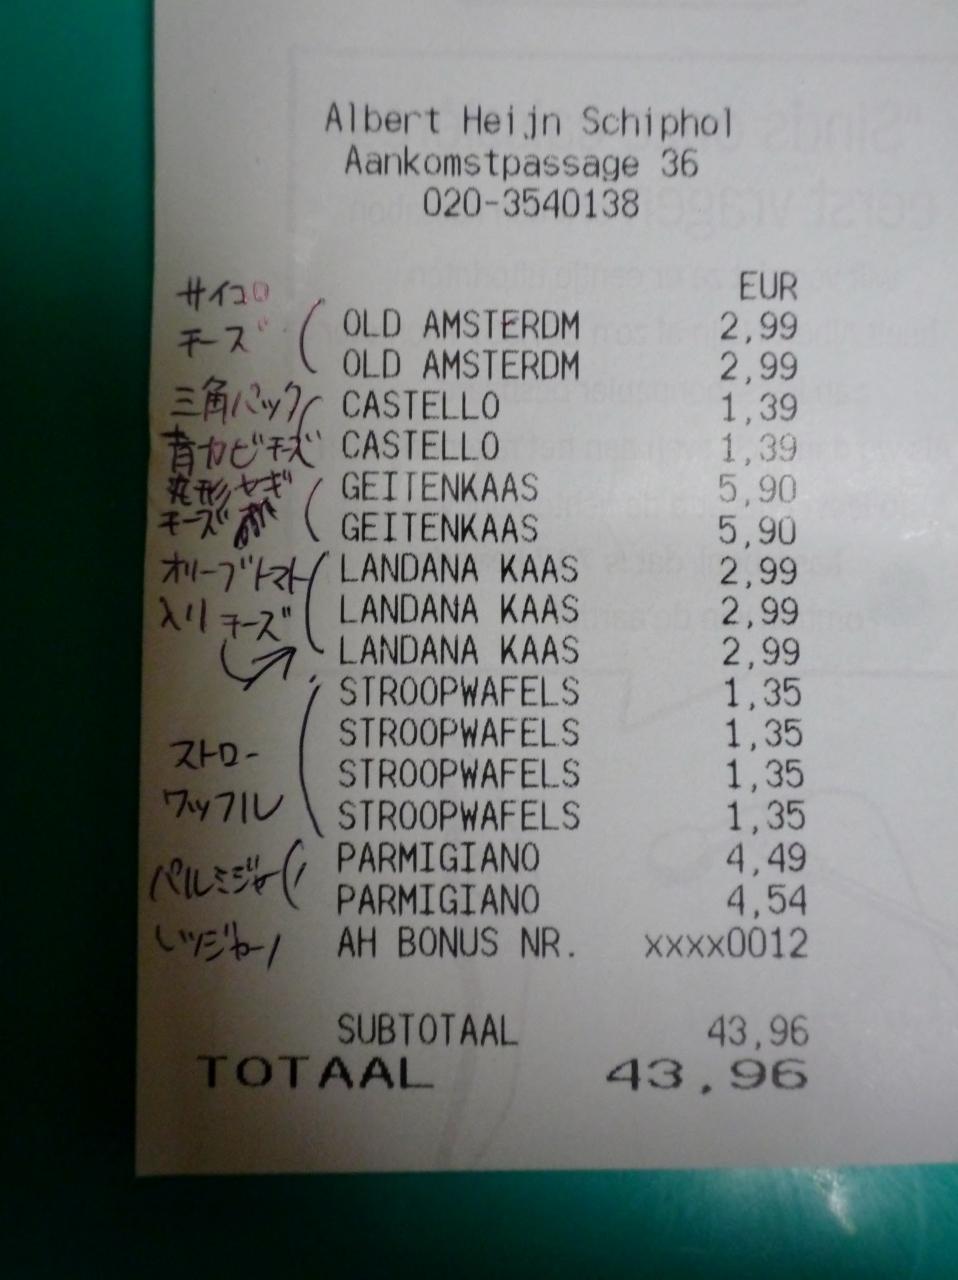 Albert Heijn Schiphol
Aankomstpassage 36
020-3540138
EUR
サイコロ
チーズ
OLD AMSTERDM 2,99
OLD AMSTERDM 2,99
三角パック
青カビチーズ
CASTELLO 1,39
CASTELLO 1,39
丸形ヤギ
チーズ
GEITENKAAS 5,90
GEITENKAAS 5,90
オリーブトマト
入り チーズ
LANDANA KAAS 2,99
LANDANA KAAS 2,99
LANDANA KAAS 2,99
ストロー
ワッフル
STROOPWAFELS 1,35
STROOPWAFELS 1,35
STROOPWAFELS 1,35
STROOPWAFELS 1,35
パルミジャー
レッジャーノ
PARMIGIANO 4,49
PARMIGIANO 4,54
AH BONUS NR. xxxx0012
SUBTOTAAL 43,96
TOTAAL 43,96